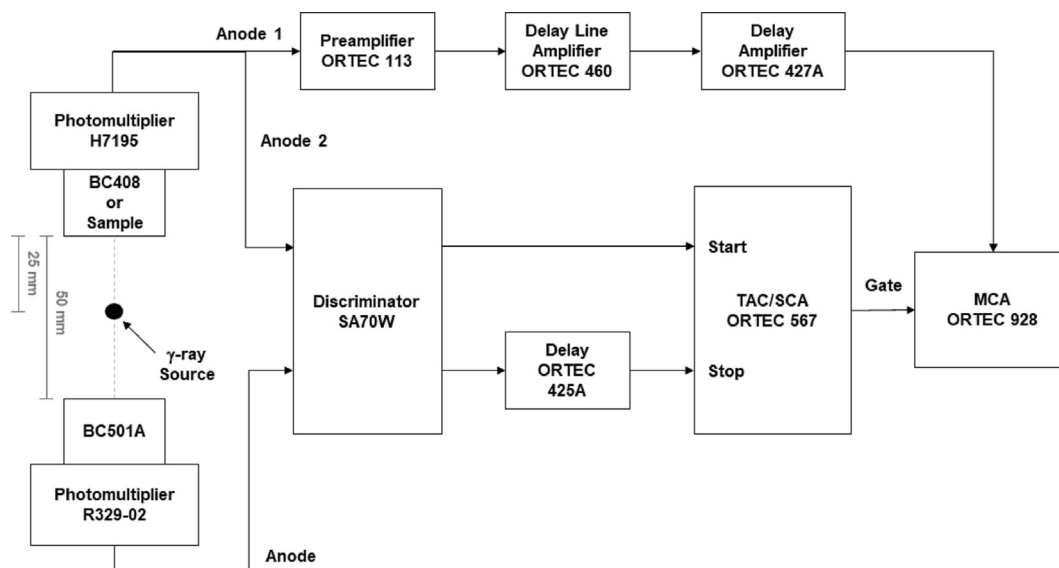 Anode 1
Preamplifier
ORTEC 113
Delay Line
Amplifier
ORTEC 460
Delay
Amplifier
ORTEC 427A
Photomultiplier
H7195
Anode 2
BC408
or
Sample
25 mm
50 mm
γ-ray
Source
Discriminator
SA70W
Start
TAC/SCA
ORTEC 567
Stop
Delay
ORTEC
425A
Gate
MCA
ORTEC 928
BC501A
Photomultiplier
R329-02
Anode